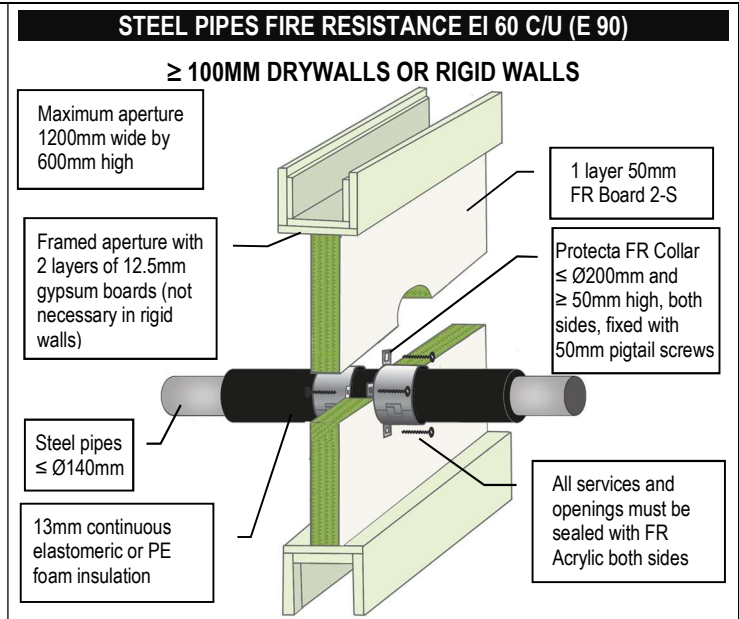 STEEL PIPES FIRE RESISTANCE EI 60 C/U (E 90)
≥ 100MM DRYWALLS OR RIGID WALLS
Maximum aperture
1200mm wide by
600mm high
Framed aperture with
2 layers of 12.5mm
gypsum boards (not
necessary in rigid
walls)
Steel pipes
≤ Ø140mm
13mm continuous
elastomeric or PE
foam insulation
1 layer 50mm
FR Board 2-S
Protecta FR Collar
≤ Ø200mm and
≥ 50mm high, both
sides, fixed with
50mm pigtail screws
All services and
openings must be
sealed with FR
Acrylic both sides